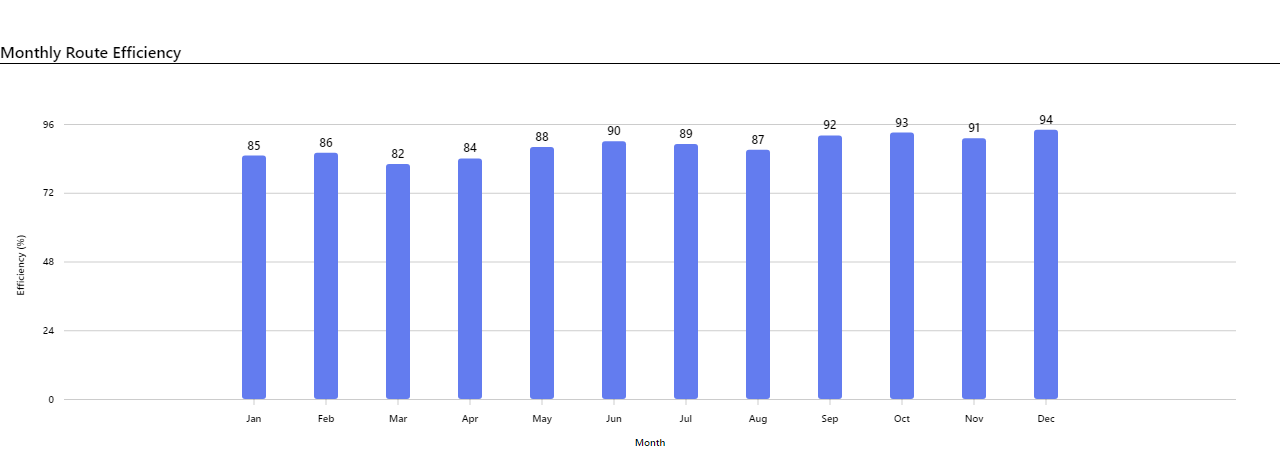 Monthly Route Efficiency
96
72
48
24
0
Efficiency (%)
85 86 82 84 88 90 89 87 92 93 91 94
Jan Feb Mar Apr May Jun Jul Aug Sep Oct Nov Dec
Month